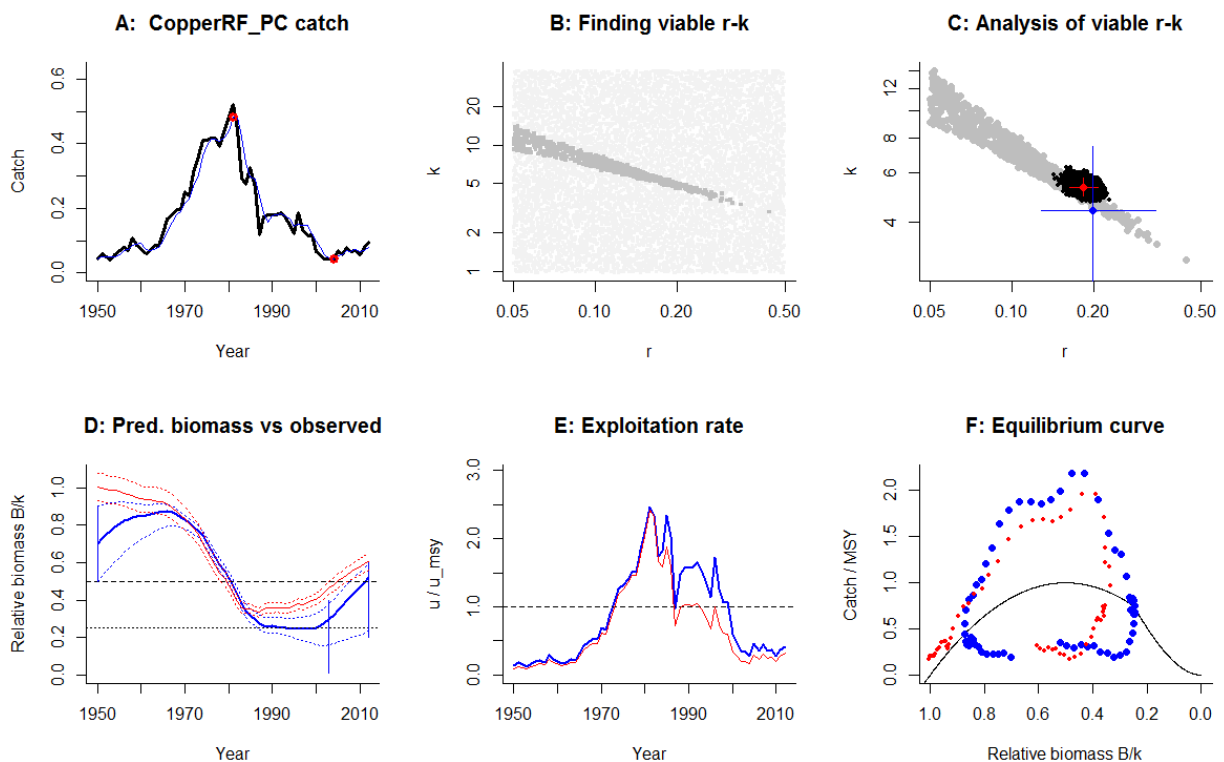 A:  CopperRF_PC catch
B: Finding viable r-k
C: Analysis of viable r-k
Catch
0.0 0.2 0.4 0.6
1950 1970 1990 2010
Year
k
1 2 5 10 20
0.05 0.10 0.20 0.50
r
k
4 6 8 12
0.05 0.10 0.20 0.50
r
D: Pred. biomass vs observed
E: Exploitation rate
F: Equilibrium curve
Relative biomass B/k
0.0 0.2 0.4 0.6 0.8 1.0
1950 1970 1990 2010
Year
u / u_msy
0.0 1.0 2.0 3.0
1950 1970 1990 2010
Year
Catch / MSY
0.0 0.5 1.0 1.5 2.0
1.0 0.8 0.6 0.4 0.2 0.0
Relative biomass B/k